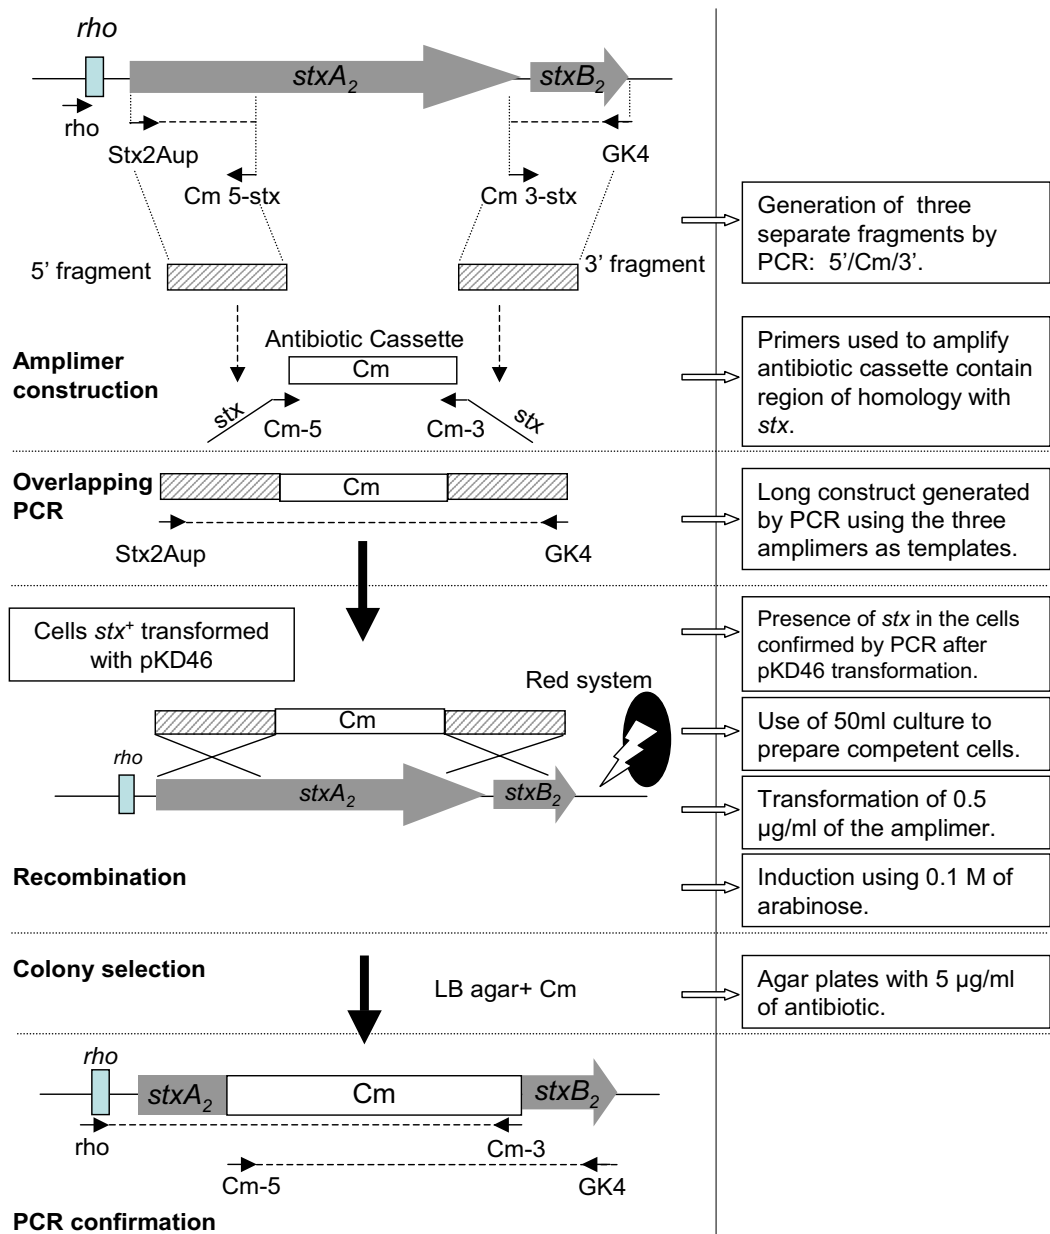 rho
stxA2
stxB2
rho
Stx2Aup
GK4
Cm 5-stx
Cm 3-stx
5’ fragment
3’ fragment
Generation of three
separate fragments by
PCR: 5’/Cm/3’.
Amplimer
construction
Antibiotic Cassette
Cm
stx
Cm-5
Cm-3
stx
Primers used to amplify
antibiotic cassette contain
region of homology with
stx.
Overlapping
PCR
Cm
Stx2Aup
GK4
Long construct generated
by PCR using the three
amplimers as templates.
Cells stx+ transformed
with pKD46
Presence of stx in the cells
confirmed by PCR after
pKD46 transformation.
Red system
Cm
rho
stxA2
stxB2
Use of 50ml culture to
prepare competent cells.
Transformation of 0.5
µg/ml of the amplimer.
Recombination
Induction using 0.1 M of
arabinose.
Colony selection
LB agar+ Cm
Agar plates with 5 µg/ml
of antibiotic.
rho
stxA2
Cm
stxB2
rho
Cm-3
Cm-5
GK4
PCR confirmation